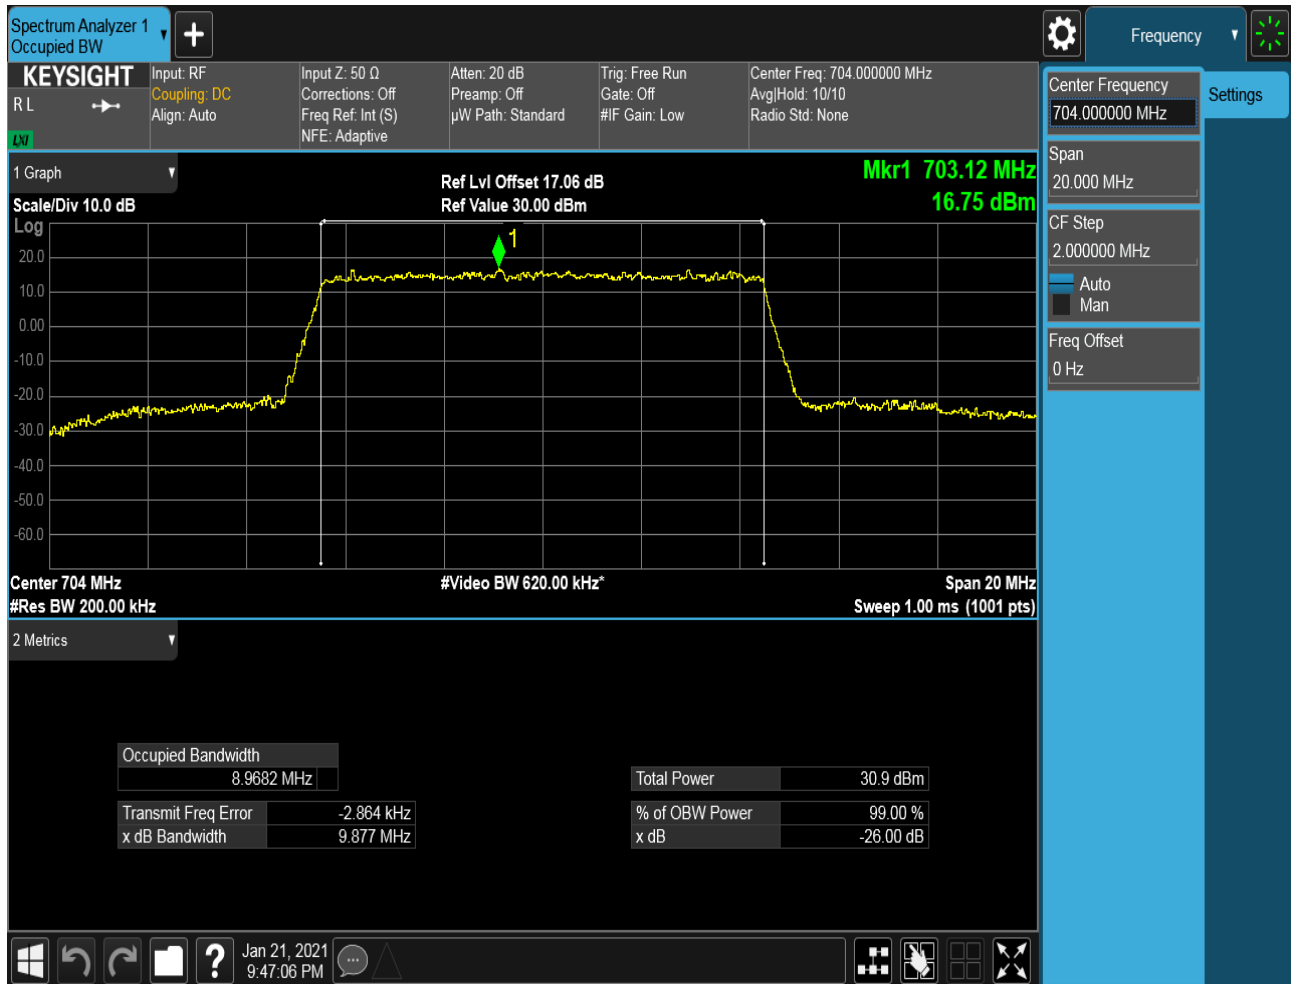 Spectrum Analyzer 1
Occupied BW
Frequency
KEYSIGHT
R L
LXI
Input: RF
Coupling: DC
Align: Auto
Input Z: 50 Ω
Corrections: Off
Freq Ref: Int (S)
NFE: Adaptive
Atten: 20 dB
Preamp: Off
µW Path: Standard
Trig: Free Run
Gate: Off
#IF Gain: Low
Center Freq: 704.000000 MHz
Avg|Hold: 10/10
Radio Std: None
Center Frequency
704.000000 MHz
Settings
Span
20.000 MHz
CF Step
2.000000 MHz
Auto
Man
Freq Offset
0 Hz
1 Graph
Scale/Div 10.0 dB
Log
Ref Lvl Offset 17.06 dB
Ref Value 30.00 dBm
Mkr1 703.12 MHz
16.75 dBm
1
20.0
10.0
0.00
-10.0
-20.0
-30.0
-40.0
-50.0
-60.0
Center 704 MHz
#Video BW 620.00 kHz*
Span 20 MHz
#Res BW 200.00 kHz
Sweep 1.00 ms (1001 pts)
2 Metrics
Occupied Bandwidth
8.9682 MHz
Total Power 30.9 dBm
Transmit Freq Error -2.864 kHz
% of OBW Power 99.00 %
x dB Bandwidth 9.877 MHz
x dB -26.00 dB
?
Jan 21, 2021
9:47:06 PM